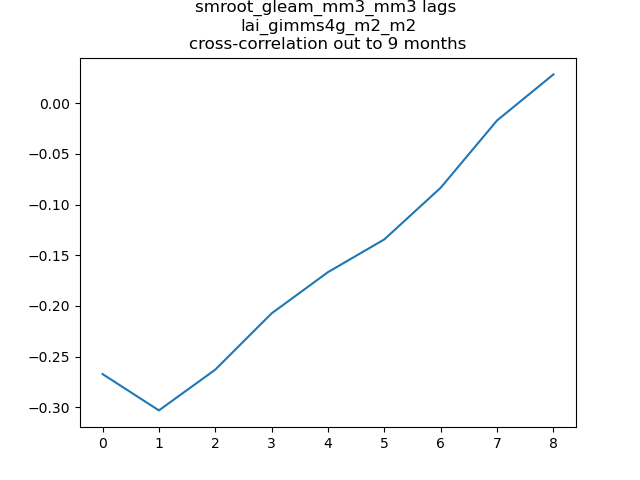 smroot_gleam_mm3_mm3 lags
lai_gimms4g_m2_m2
cross-correlation out to 9 months
0.00
−0.05
−0.10
−0.15
−0.20
−0.25
−0.30
0 1 2 3 4 5 6 7 8